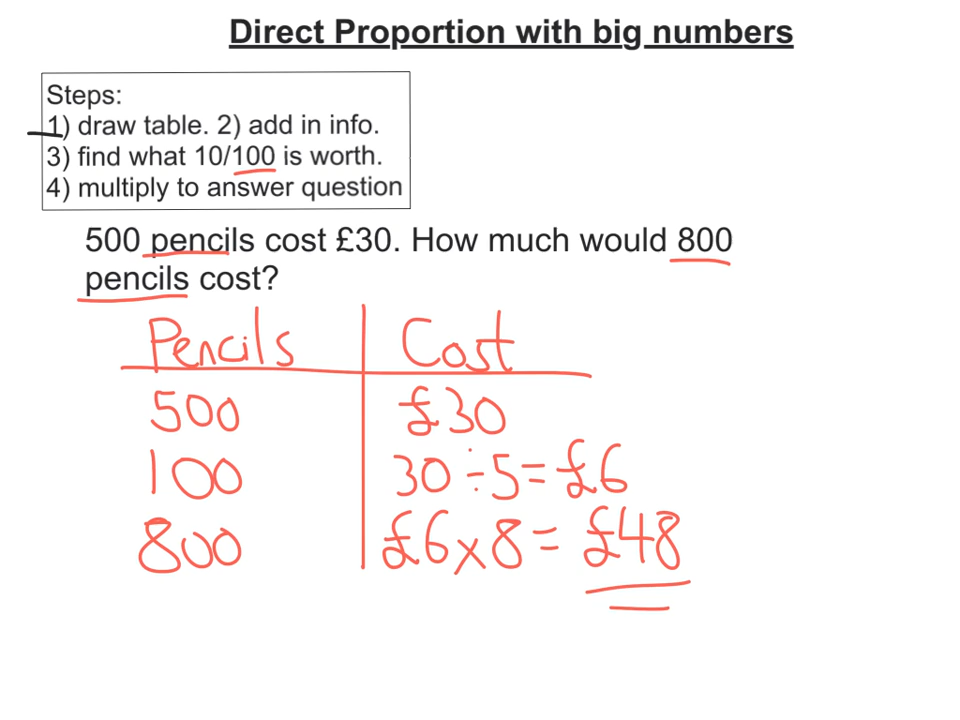 Direct Proportion with big numbers
Steps:
1) draw table. 2) add in info.
3) find what 10/100 is worth.
4) multiply to answer question
500 pencils cost £30. How much would 800
pencils cost?
Pencils Cost
500 £30
100 30 ÷ 5 = £6
800 £6 x 8 = £48